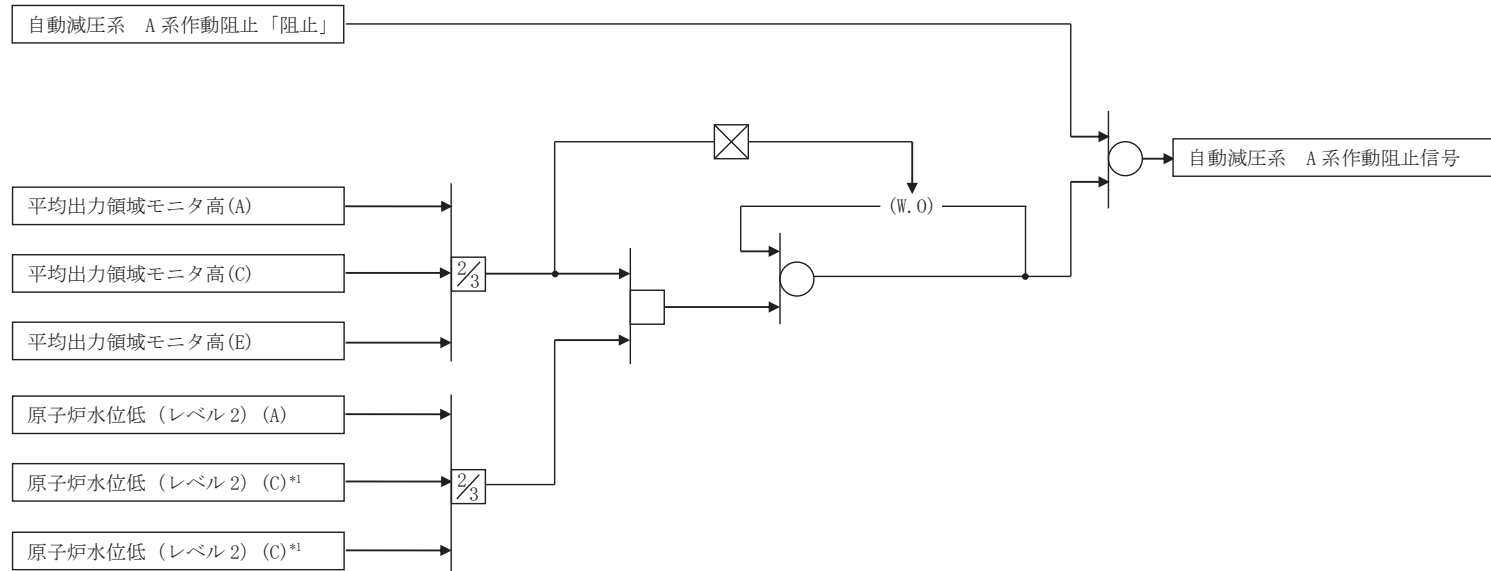 自動減圧系　A 系作動阻止「阻止」
自動減圧系　A 系作動阻止信号
(W.O)
平均出力領域モニタ高(A)
平均出力領域モニタ高(C)
2/3
平均出力領域モニタ高(E)
原子炉水位低（レベル 2）(A)
原子炉水位低（レベル 2）(C)*1
2/3
原子炉水位低（レベル 2）(C)*1